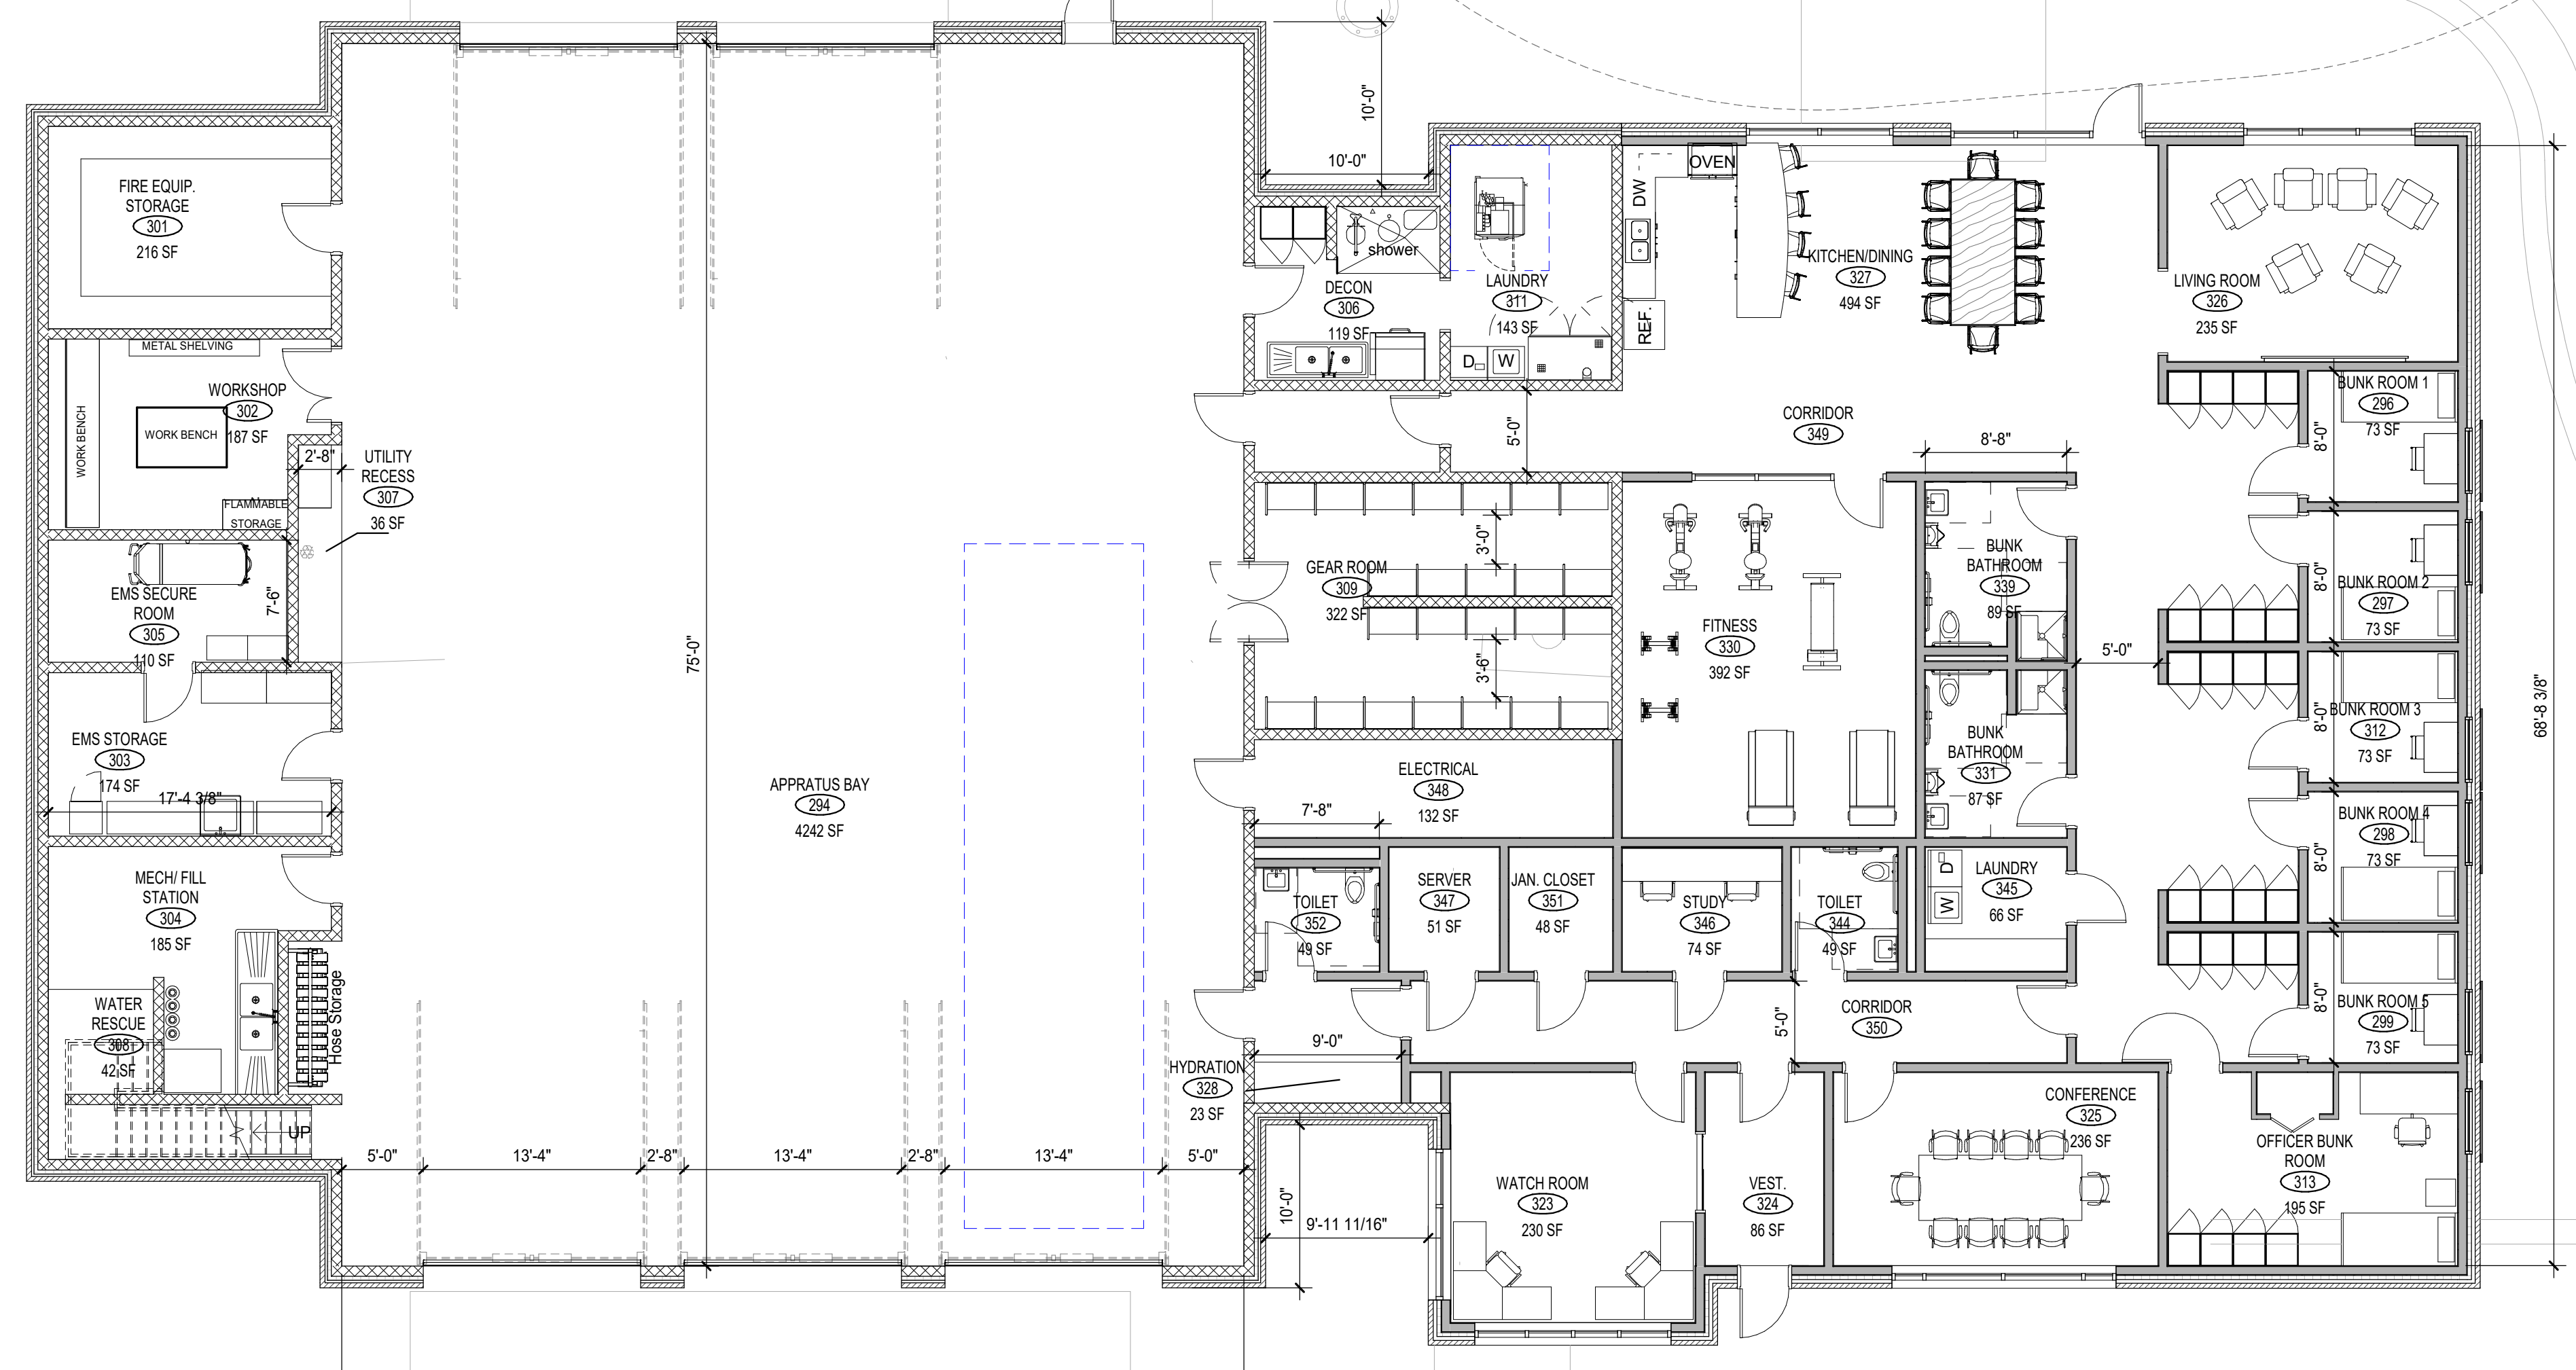 FIRE EQUIP.
STORAGE
301
216 SF
METAL SHELVING
WORKSHOP
302
187 SF
WORK BENCH
WORK BENCH
FLAMMABLE
STORAGE
2'-8"
UTILITY
RECESS
307
36 SF
EMS SECURE
ROOM
305
110 SF
7'-6"
EMS STORAGE
303
174 SF
17'-4 3/8"
MECH/ FILL
STATION
304
185 SF
WATER
RESCUE
308
42 SF
Hose Storage
UP
75'-0"
APPRATUS BAY
294
4242 SF
5'-0"
13'-4"
2'-8"
13'-4"
2'-8"
13'-4"
5'-0"
10'-0"
10'-0"
shower
DECON
306
119 SF
LAUNDRY
311
143 SF
D
W
DW
OVEN
REF.
KITCHEN/DINING
327
494 SF
LIVING ROOM
326
235 SF
5'-0"
CORRIDOR
349
8'-8"
3'-0"
GEAR ROOM
309
322 SF
3'-6"
FITNESS
330
392 SF
BUNK
BATHROOM
339
89 SF
BUNK
BATHROOM
331
87 SF
5'-0"
BUNK ROOM 1
296
73 SF
8'-0"
BUNK ROOM 2
297
73 SF
8'-0"
BUNK ROOM 3
312
73 SF
8'-0"
BUNK ROOM 4
298
73 SF
8'-0"
BUNK ROOM 5
299
73 SF
8'-0"
68'-8 3/8"
ELECTRICAL
348
132 SF
7'-8"
TOILET
352
49 SF
SERVER
347
51 SF
JAN. CLOSET
351
48 SF
STUDY
346
74 SF
TOILET
344
49 SF
D
W
LAUNDRY
345
66 SF
CORRIDOR
350
5'-0"
9'-0"
HYDRATION
328
23 SF
10'-0"
9'-11 11/16"
WATCH ROOM
323
230 SF
VEST.
324
86 SF
CONFERENCE
325
236 SF
OFFICER BUNK
ROOM
313
195 SF